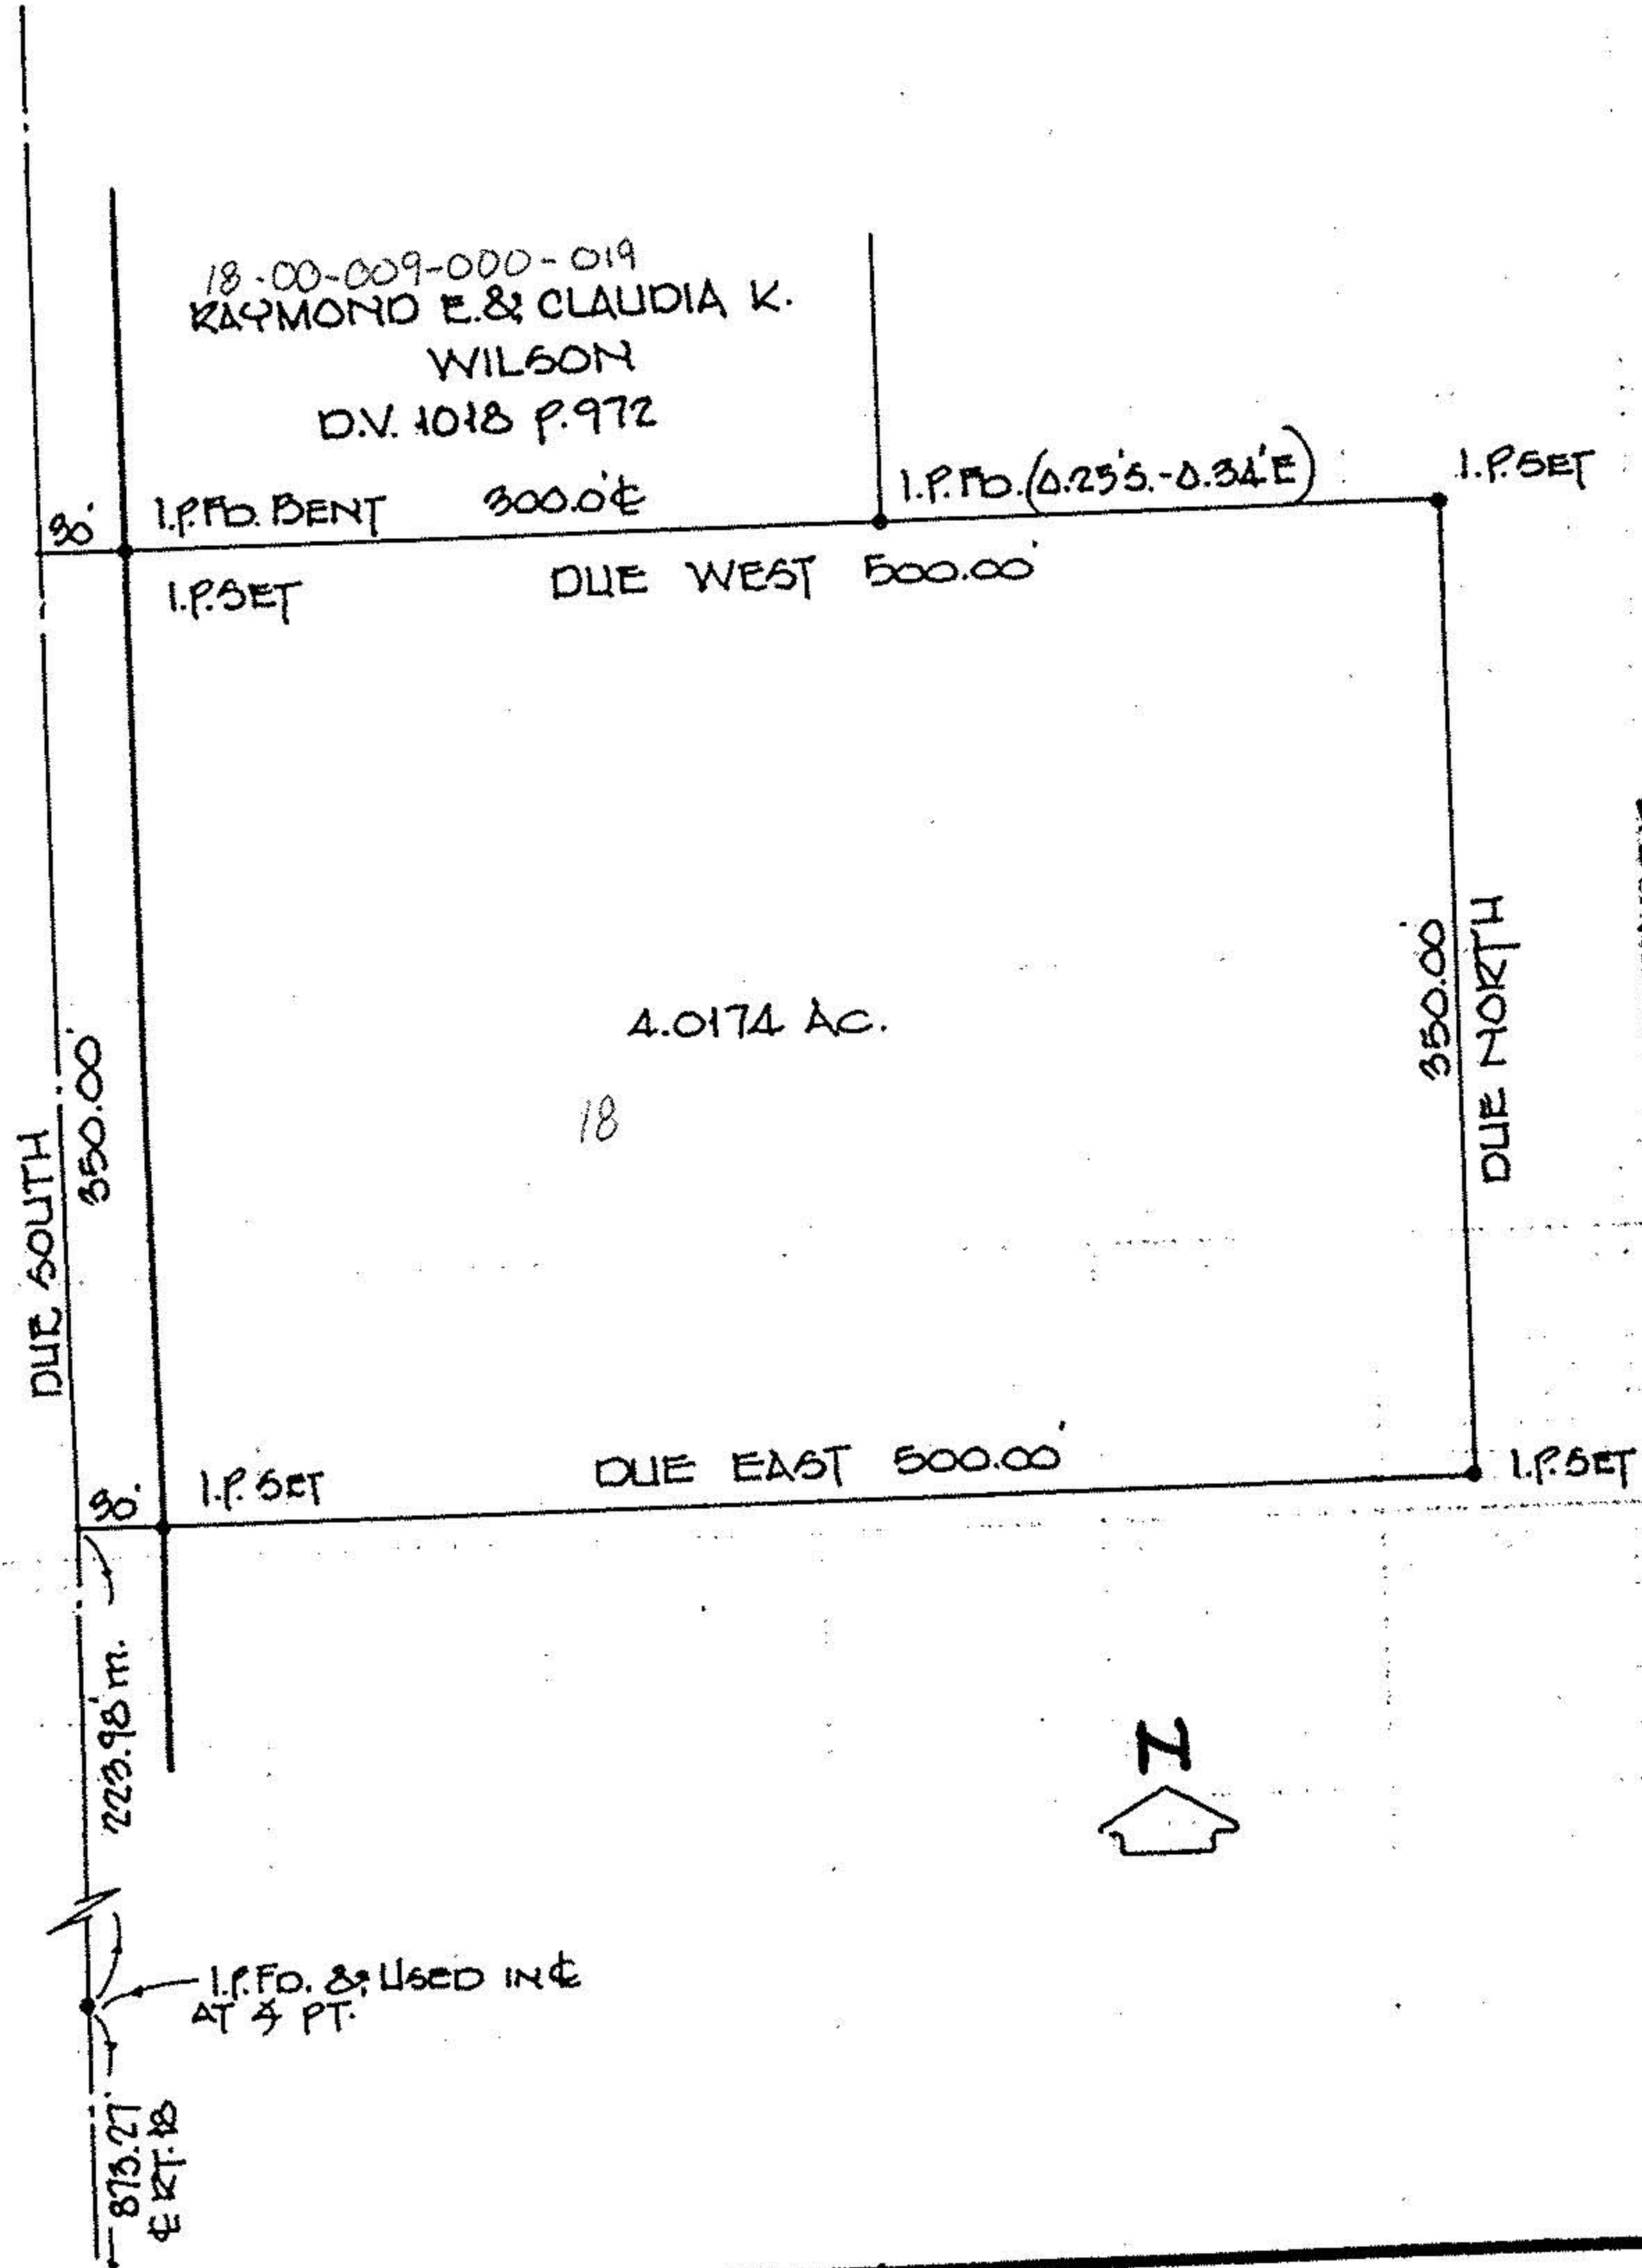 18-00-009-000-019
RAYMOND E. & CLAUDIA K.
WILSON
D.V. 1018 P.972
30'
I.P. FD. BENT
300.0' ℄
I.P. FD. (0.25'S.-0.34'E)
I.P. SET
I.P. SET
DUE WEST 500.00'
DUE SOUTH
350.00'
4.0174 AC.
18
350.00'
DUE NORTH
30'
I.P. SET
DUE EAST 500.00'
I.P. SET
223.98'm.
N
I.P. FD. & USED IN ℄
AT ∡ PT.
873.27'
℄ RT. 18